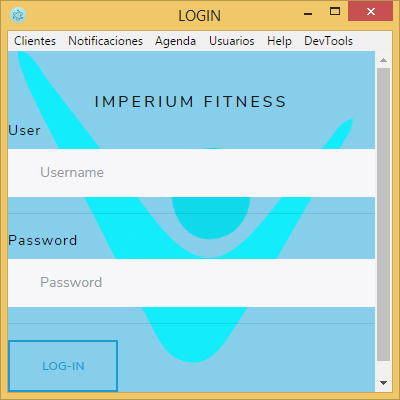 LOGIN
Clientes Notificaciones Agenda Usuarios Help DevTools
IMPERIUM FITNESS
User
Username
Password
Password
LOG-IN